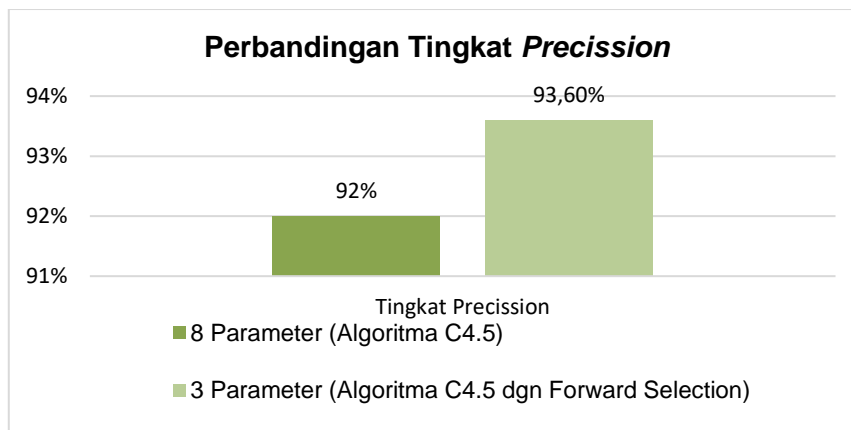 Perbandingan Tingkat Precission
94%
93,60%
93%
92%
92%
91%
Tingkat Precission
8 Parameter (Algoritma C4.5)
3 Parameter (Algoritma C4.5 dgn Forward Selection)